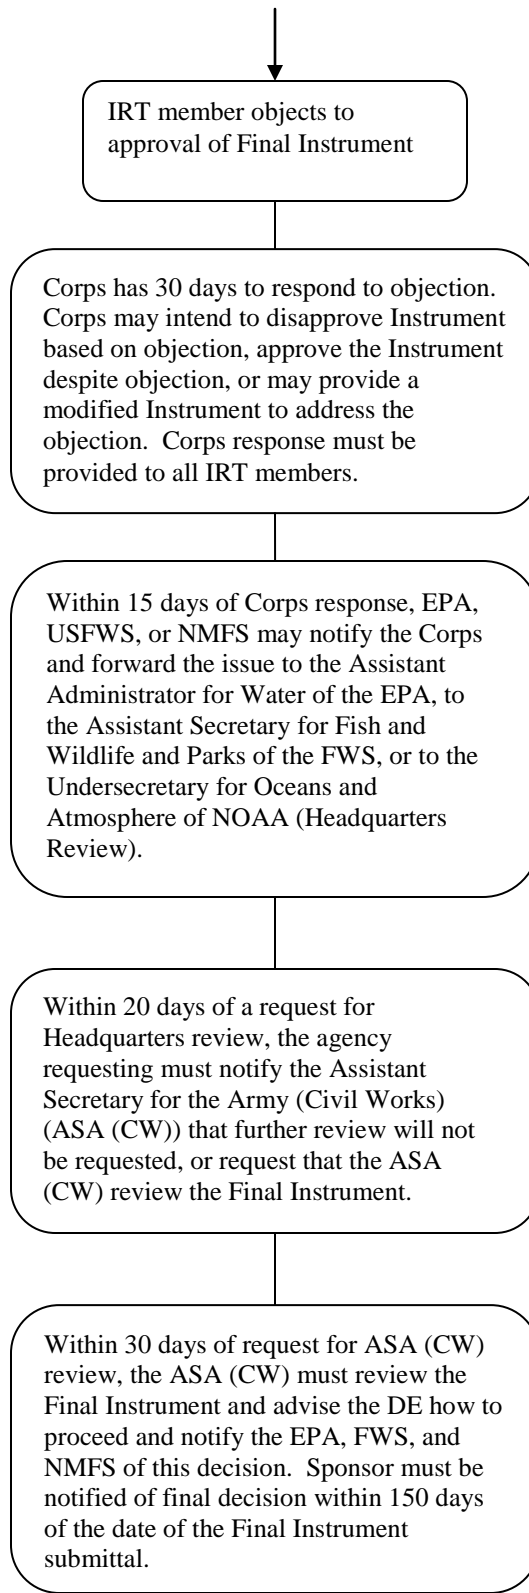 IRT member objects to
approval of Final Instrument
Corps has 30 days to respond to objection.
Corps may intend to disapprove Instrument
based on objection, approve the Instrument
despite objection, or may provide a
modified Instrument to address the
objection.  Corps response must be
provided to all IRT members.
Within 15 days of Corps response, EPA,
USFWS, or NMFS may notify the Corps
and forward the issue to the Assistant
Administrator for Water of the EPA, to
the Assistant Secretary for Fish and
Wildlife and Parks of the FWS, or to the
Undersecretary for Oceans and
Atmosphere of NOAA (Headquarters
Review).
Within 20 days of a request for
Headquarters review, the agency
requesting must notify the Assistant
Secretary for the Army (Civil Works)
(ASA (CW)) that further review will not
be requested, or request that the ASA
(CW) review the Final Instrument.
Within 30 days of request for ASA (CW)
review, the ASA (CW) must review the
Final Instrument and advise the DE how to
proceed and notify the EPA, FWS, and
NMFS of this decision.  Sponsor must be
notified of final decision within 150 days
of the date of the Final Instrument
submittal.